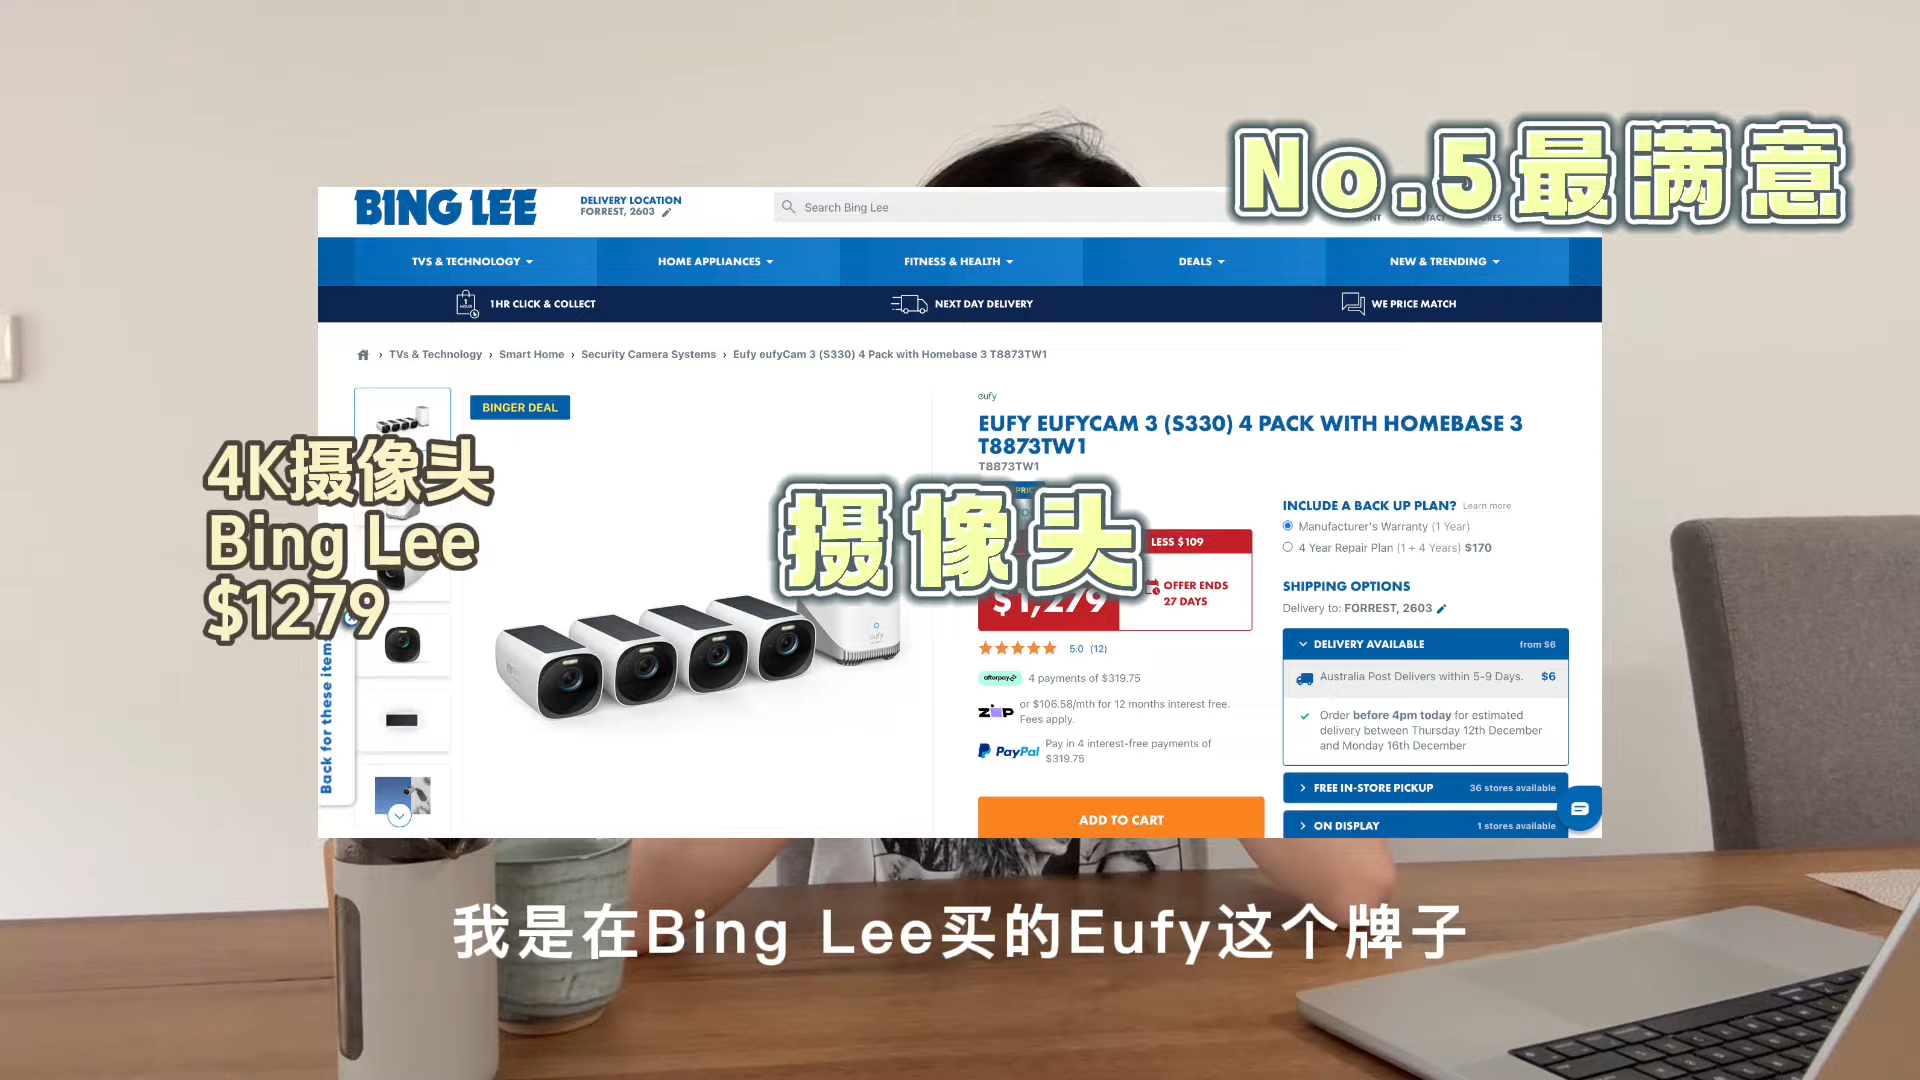 No.5最满意
BING LEE
DELIVERY LOCATION
FORREST, 2603
Search Bing Lee
TVS & TECHNOLOGY
HOME APPLIANCES
FITNESS & HEALTH
DEALS
NEW & TRENDING
1HR CLICK & COLLECT
NEXT DAY DELIVERY
WE PRICE MATCH
› TVs & Technology › Smart Home › Security Camera Systems › Eufy eufyCam 3 (S330) 4 Pack with Homebase 3 T8873TW1
BINGER DEAL
eufy
EUFY EUFYCAM 3 (S330) 4 PACK WITH HOMEBASE 3
T8873TW1
T8873TW1
4K摄像头
Bing Lee
$1279
摄像头
LESS $109
$1,279
OFFER ENDS
27 DAYS
5.0 (12)
afterpay
4 payments of $319.75
ZIP
or $106.58/mth for 12 months interest free.
Fees apply.
PayPal
Pay in 4 interest-free payments of
$319.75
ADD TO CART
INCLUDE A BACK UP PLAN? Learn more
Manufacturer's Warranty (1 Year)
4 Year Repair Plan (1 + 4 Years) $170
SHIPPING OPTIONS
Delivery to: FORREST, 2603
DELIVERY AVAILABLE from $6
Australia Post Delivers within 5-9 Days. $6
Order before 4pm today for estimated
delivery between Thursday 12th December
and Monday 16th December
FREE IN-STORE PICKUP 36 stores available
ON DISPLAY 1 stores available
Back for these items
eufy
我是在Bing Lee买的Eufy这个牌子